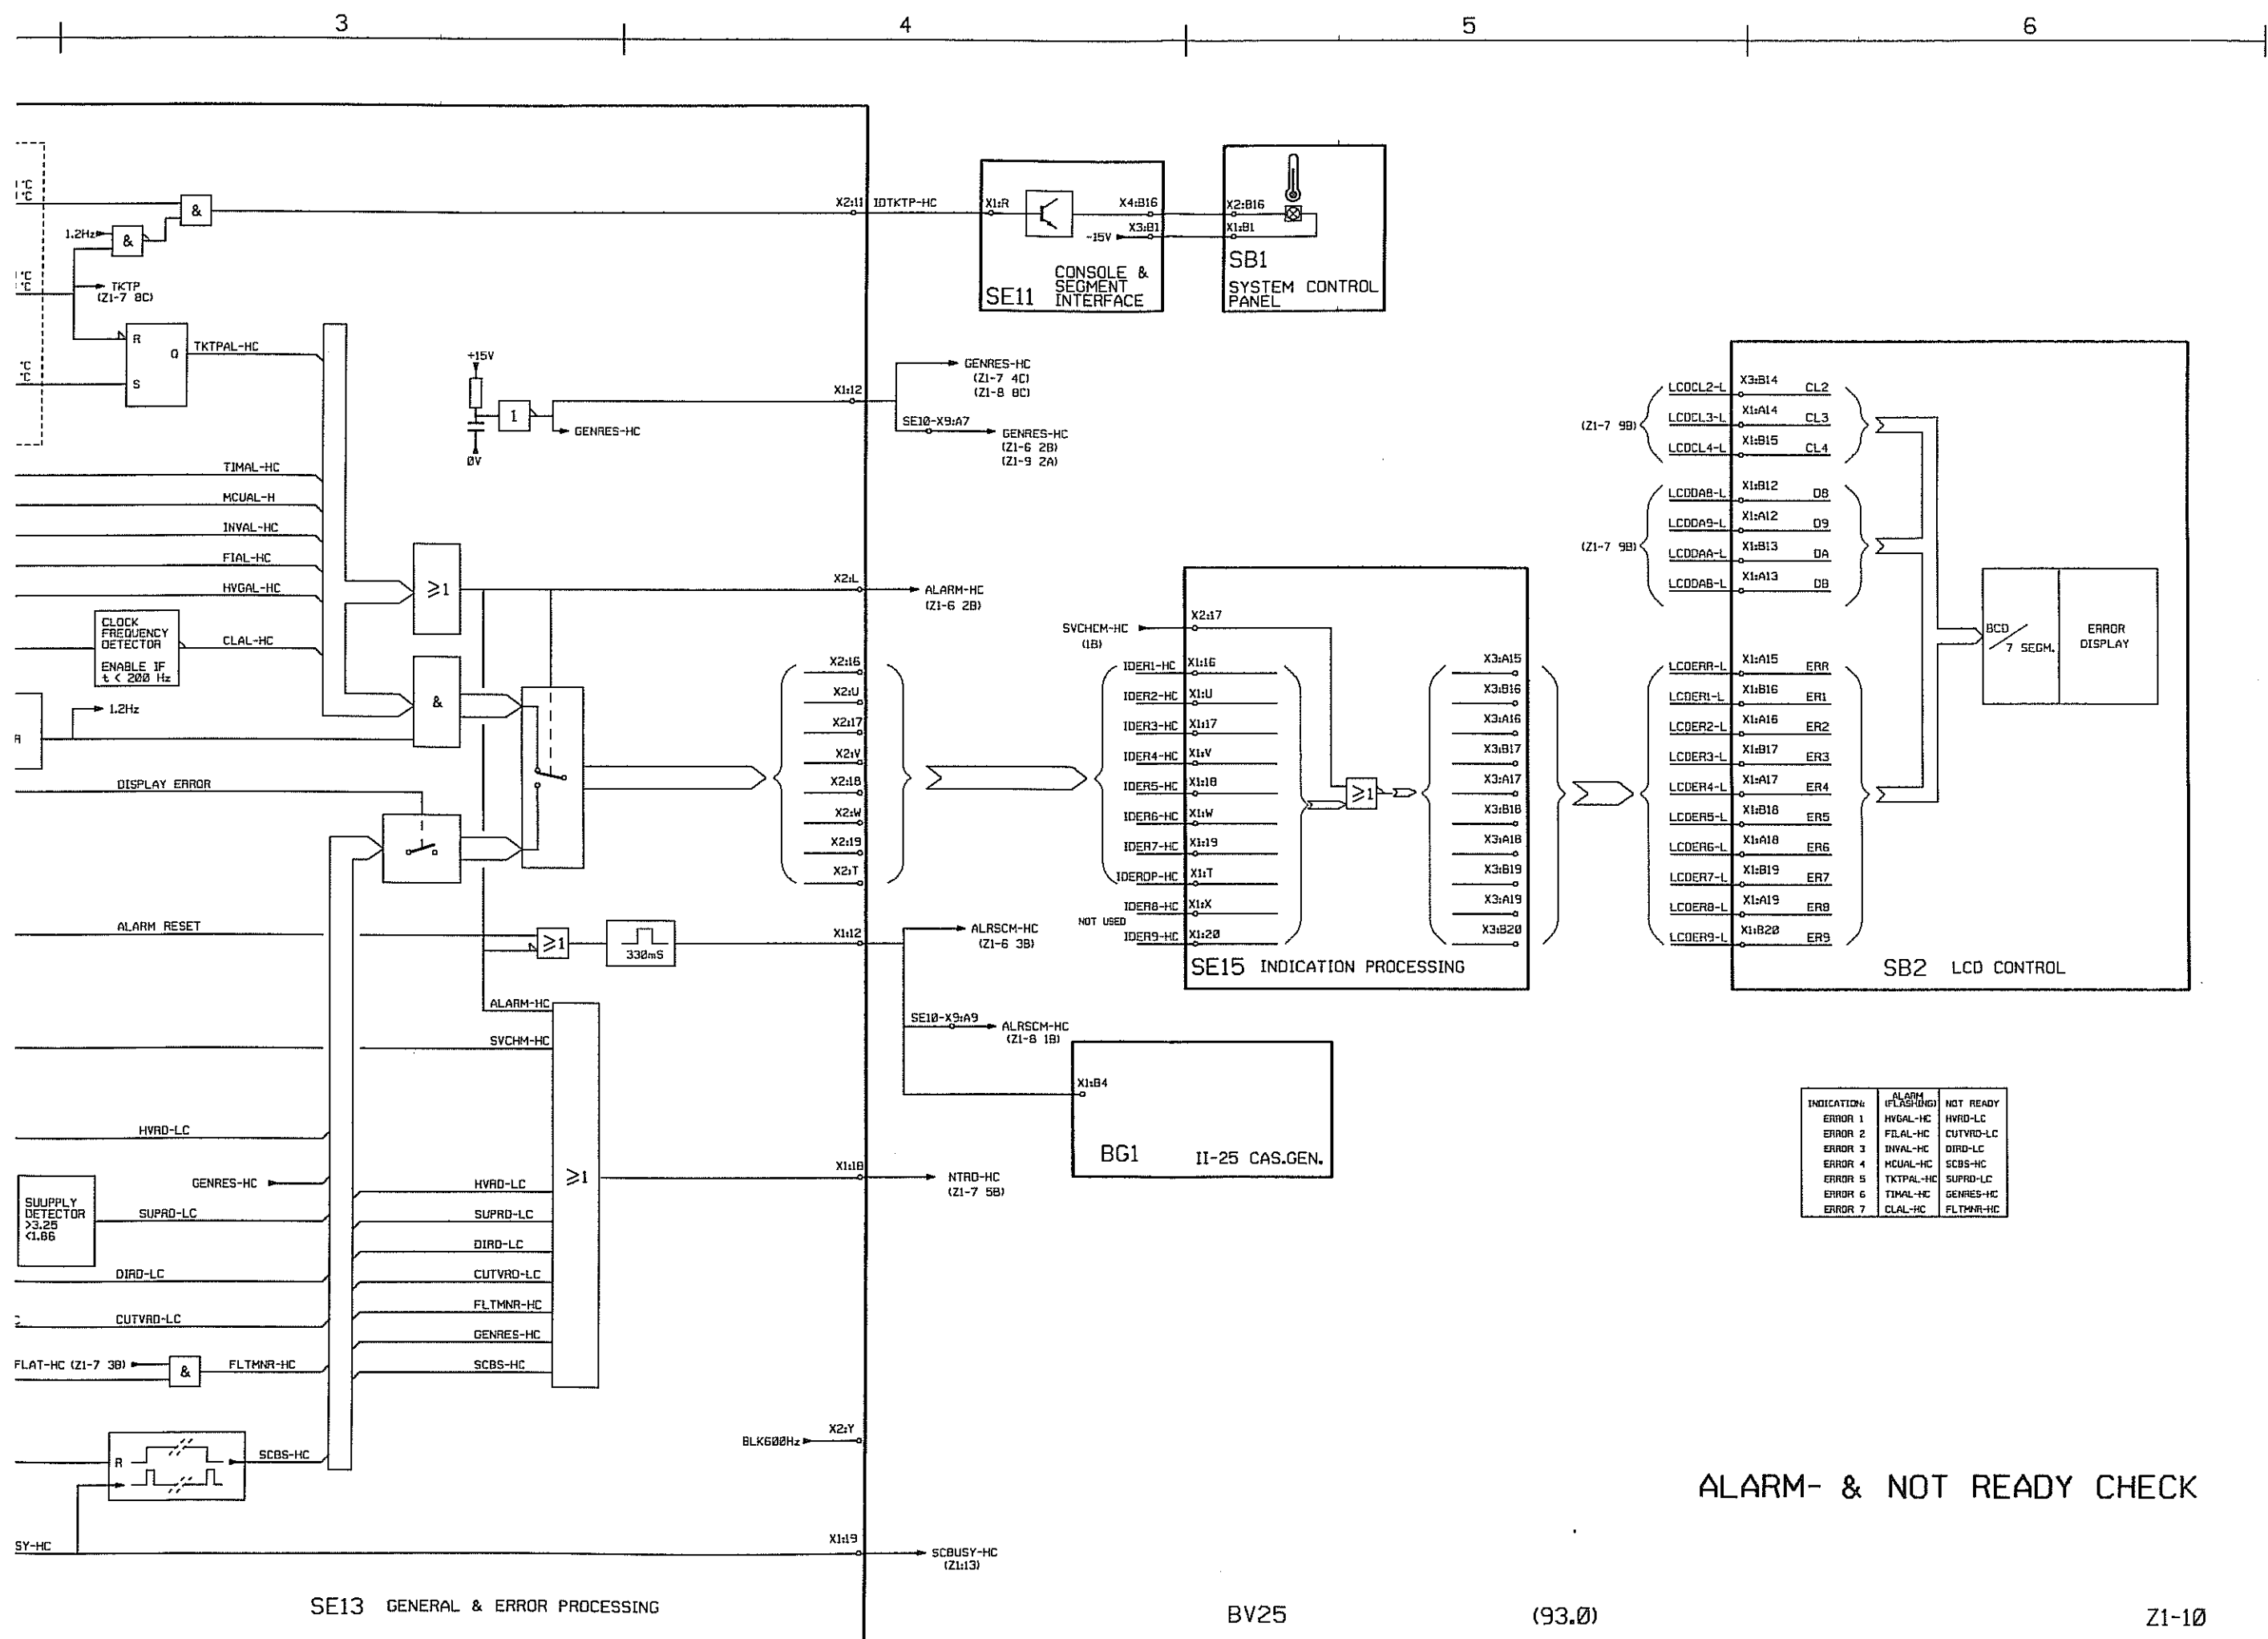 3
4
5
6
°C
°C
&
1.2Hz
&
°C
°C
TKTP
(Z1-7 8C)
R
Q
S
TKTPAL-HC
°C
°C
X2:11
IDTKTP-HC
X1:R
X4:B16
X3:B1
-15V
SE11
CONSOLE &
SEGMENT
INTERFACE
X2:B16
X1:B1
SB1
SYSTEM CONTROL
PANEL
+15V
1
0V
GENRES-HC
X1:12
GENRES-HC
(Z1-7 4C)
(Z1-8 8C)
SE10-X9:A7
GENRES-HC
(Z1-6 2B)
(Z1-9 2A)
TIMAL-HC
MCUAL-H
INVAL-HC
FIAL-HC
HVGAL-HC
CLOCK
FREQUENCY
DETECTOR
ENABLE IF
t < 200 Hz
CLAL-HC
1.2Hz
R
≥1
&
X2:L
ALARM-HC
(Z1-6 2B)
DISPLAY ERROR
X2:16
X2:U
X2:17
X2:V
X2:18
X2:W
X2:19
X2:T
SVCHCM-HC
(1B)
X2:17
IDER1-HC X1:16
IDER2-HC X1:U
IDER3-HC X1:17
IDER4-HC X1:V
IDER5-HC X1:18
IDER6-HC X1:W
IDER7-HC X1:19
IDERDP-HC X1:T
IDER8-HC X1:X
NOT USED
IDER9-HC X1:20
≥1
X3:A15
X3:B16
X3:A16
X3:B17
X3:A17
X3:B18
X3:A18
X3:B19
X3:A19
X3:B20
SE15 INDICATION PROCESSING
(Z1-7 9B)
LCDCL2-L X3:B14 CL2
LCDCL3-L X1:A14 CL3
LCDCL4-L X1:B15 CL4
(Z1-7 9B)
LCDDA8-L X1:B12 D8
LCDDA9-L X1:A12 D9
LCDDAA-L X1:B13 DA
LCDDAB-L X1:A13 DB
LCDERR-L X1:A15 ERR
LCDER1-L X1:B16 ER1
LCDER2-L X1:A16 ER2
LCDER3-L X1:B17 ER3
LCDER4-L X1:A17 ER4
LCDER5-L X1:B18 ER5
LCDER6-L X1:A18 ER6
LCDER7-L X1:B19 ER7
LCDER8-L X1:A19 ER8
LCDER9-L X1:B20 ER9
BCD
7 SEGM.
ERROR
DISPLAY
SB2 LCD CONTROL
ALARM RESET
≥1
330mS
X1:12
ALRSCM-HC
(Z1-6 3B)
SE10-X9:A9
ALRSCM-HC
(Z1-8 1B)
X1:B4
BG1 II-25 CAS.GEN.
ALARM-HC
SVCHM-HC
HVRD-LC
GENRES-HC
SUUPPLY
DETECTOR
>3.25
<1.86
SUPRD-LC
DIRD-LC
C
CUTVRD-LC
FLAT-HC (Z1-7 3B)
&
FLTMNR-HC
HVRD-LC
SUPRD-LC
DIRD-LC
CUTVRD-LC
FLTMNR-HC
GENRES-HC
SCBS-HC
≥1
X1:18
NTRD-HC
(Z1-7 5B)
R
SCBS-HC
BLK600Hz
X2:Y
SY-HC
X1:19
SCBUSY-HC
(Z1:13)
INDICATION: ALARM (FLASHING) NOT READY
ERROR 1 HVGAL-HC HVRD-LC
ERROR 2 FILAL-HC CUTVRD-LC
ERROR 3 INVAL-HC DIRD-LC
ERROR 4 MCUAL-HC SCBS-HC
ERROR 5 TKTPAL-HC SUPRD-LC
ERROR 6 TIMAL-HC GENRES-HC
ERROR 7 CLAL-HC FLTMNR-HC
ALARM- & NOT READY CHECK
SE13 GENERAL & ERROR PROCESSING
BV25
(93.0)
Z1-10